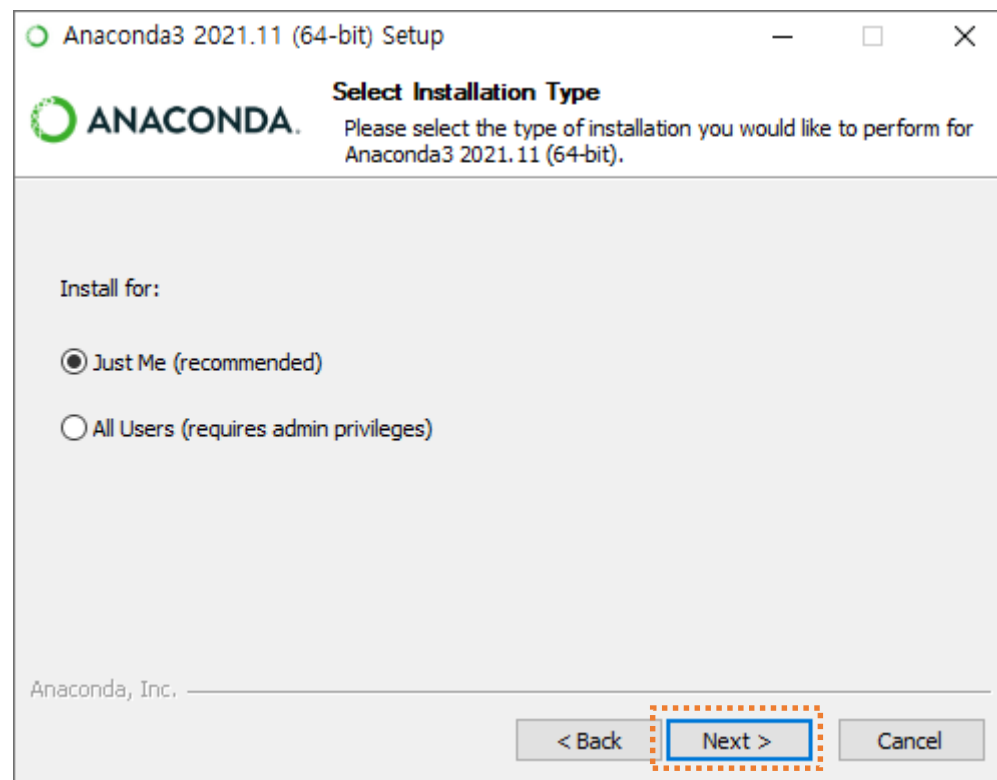 Anaconda3 2021.11 (64-bit) Setup
ANACONDA.
Select Installation Type
Please select the type of installation you would like to perform for
Anaconda3 2021.11 (64-bit).
Install for:
Just Me (recommended)
All Users (requires admin privileges)
Anaconda, Inc.
< Back
Next >
Cancel